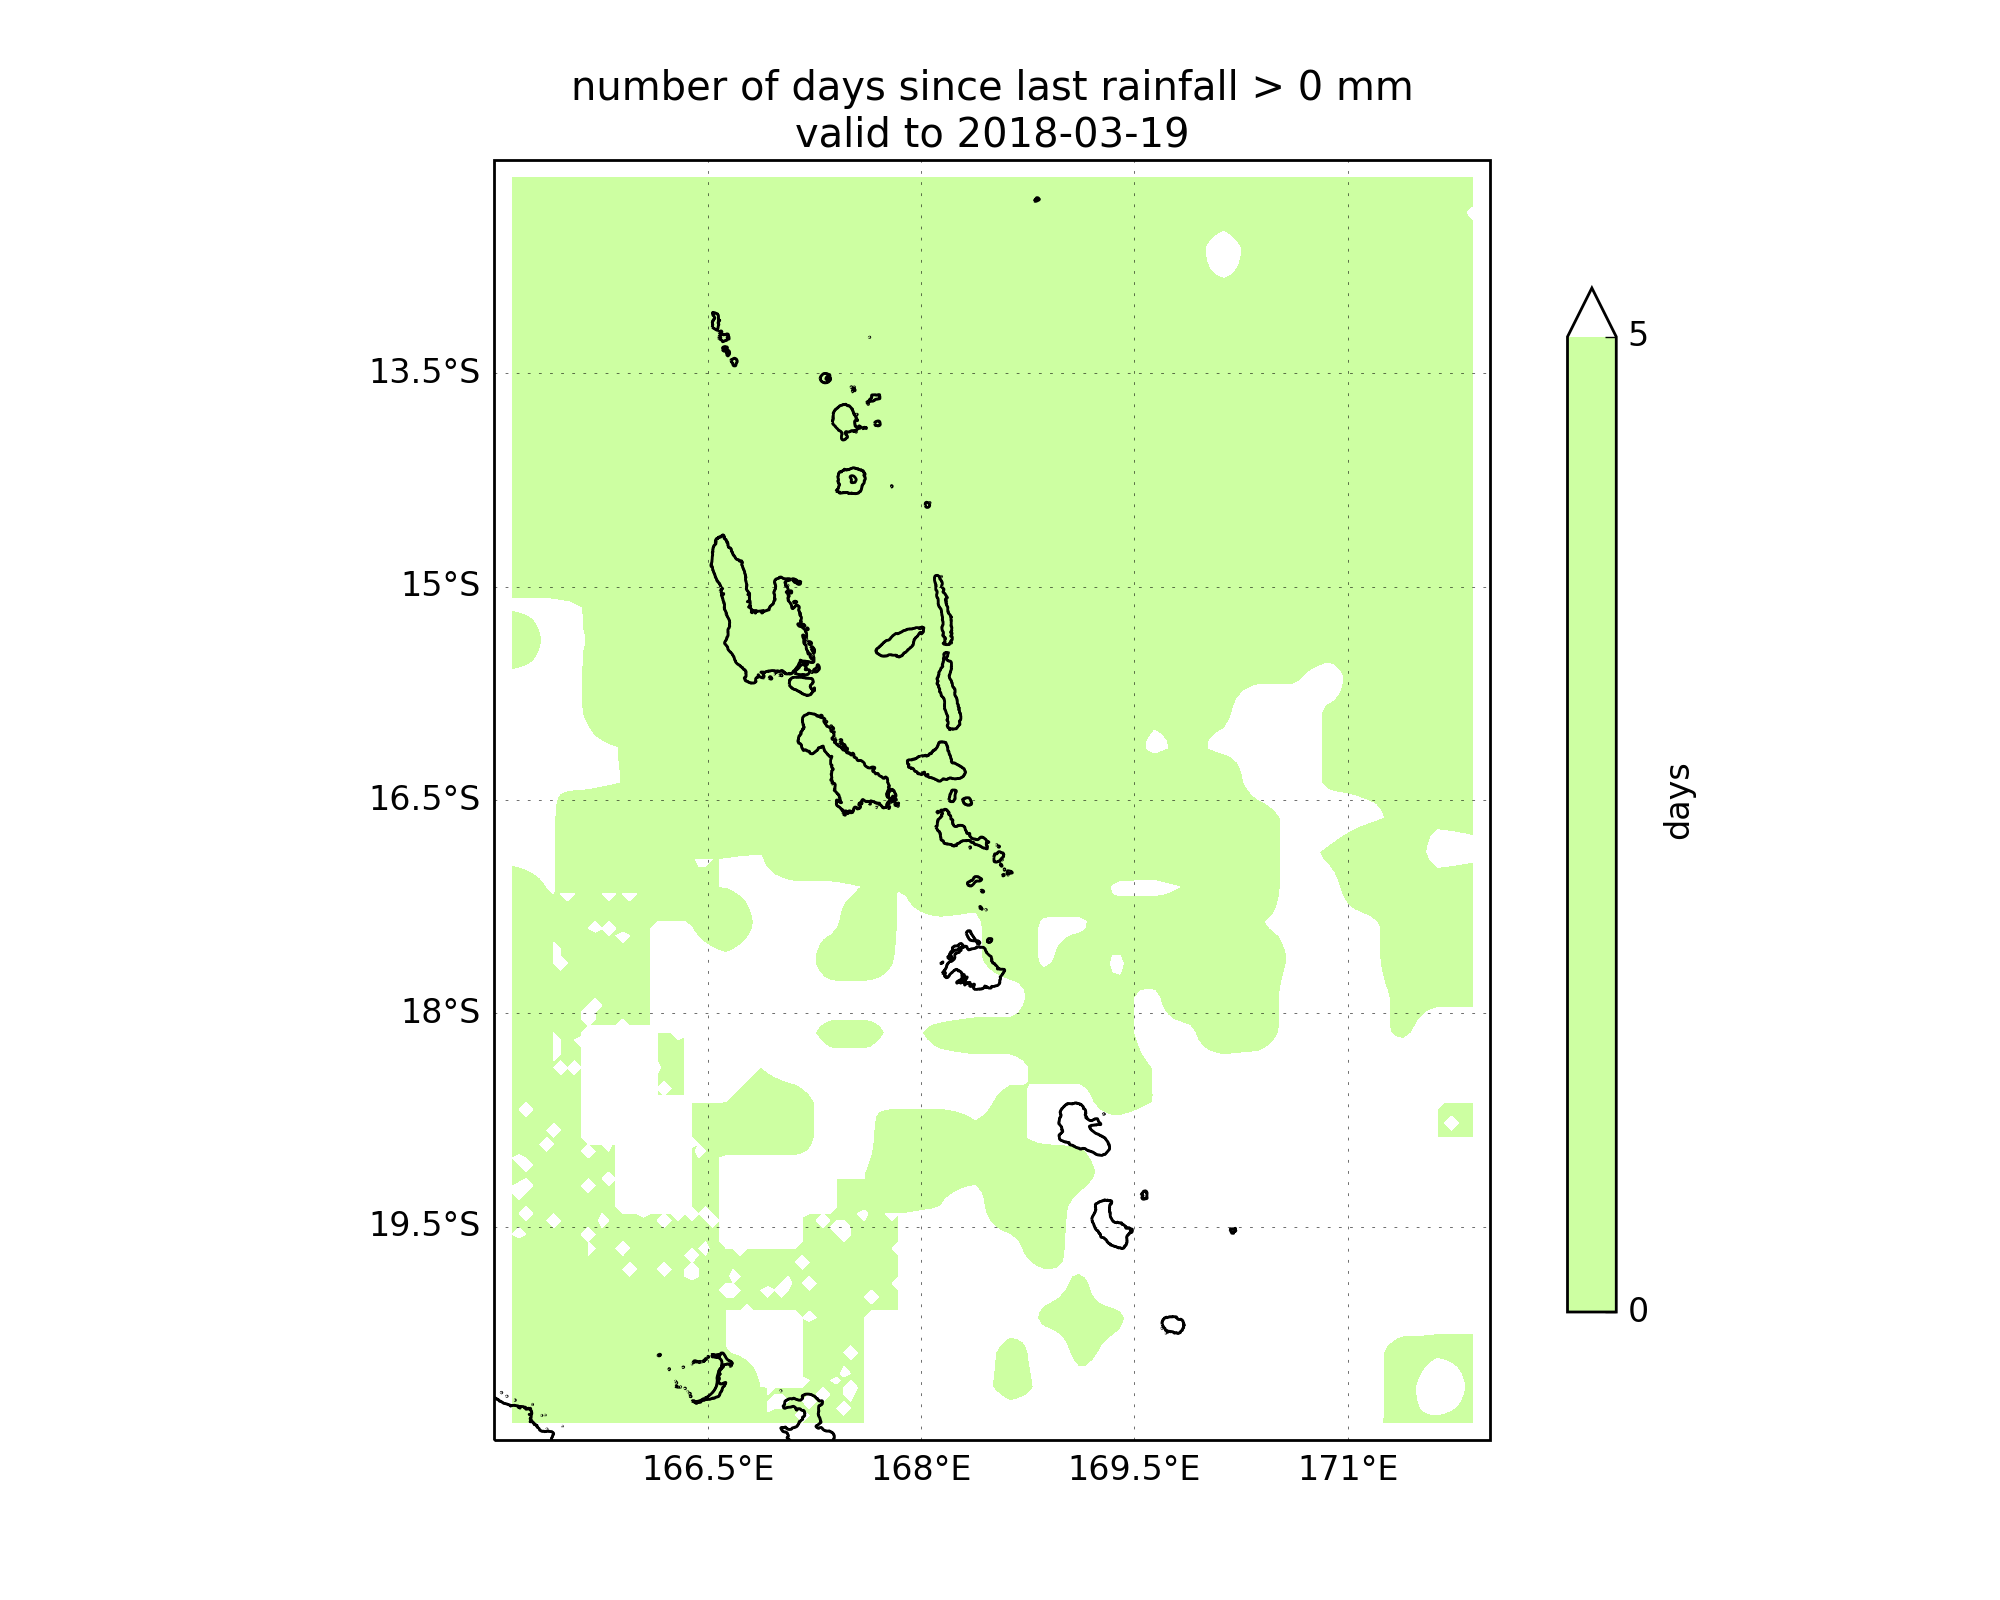 number of days since last rainfall > 0 mm
valid to 2018-03-19
13.5°S
15°S
16.5°S
18°S
19.5°S
166.5°E
168°E
169.5°E
171°E
5
0
days